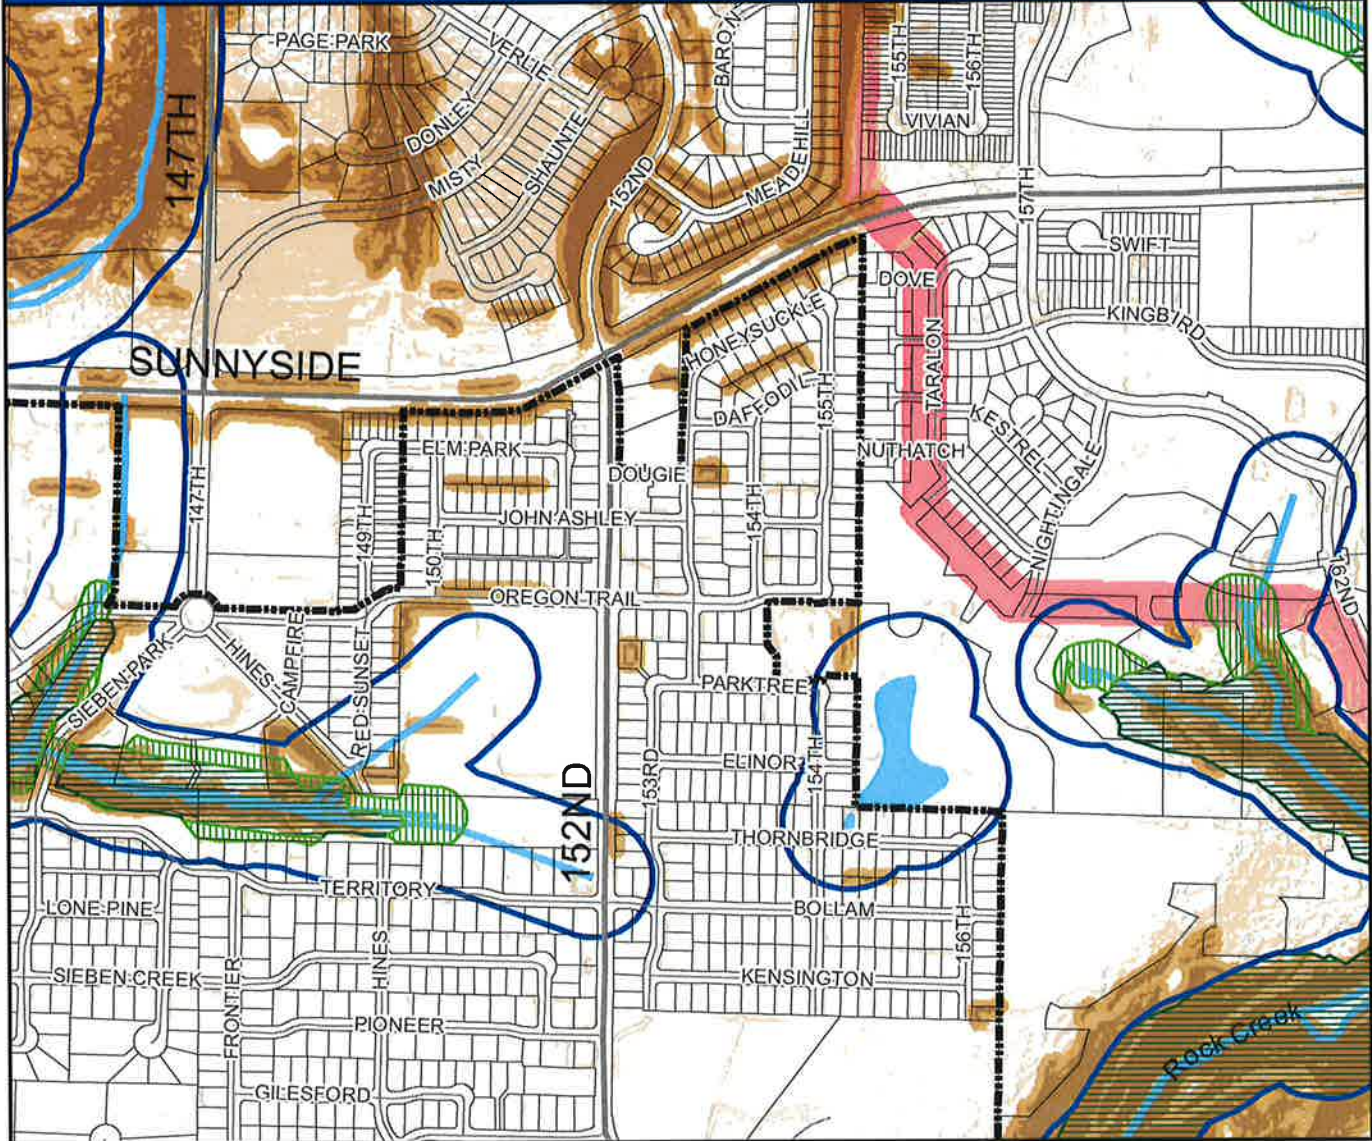 PAGE PARK
VERLIE
BARON
155TH
156TH
147TH
DONLEY
MISTY
SHAUNTE
152ND
MEADEHILL
VIVIAN
157TH
SWIFT
DOVE
KINGBIRD
SUNNYSIDE
HONEYSUCKLE
TARALON
DAFFODIL
155TH
KESTREL
ELM PARK
DOUGIE
NUTHATCH
NIGHTINGALE
147TH
149TH
150TH
JOHN ASHLEY
154TH
162ND
OREGON TRAIL
SIEBEN PARK
HINES
CAMPFIRE
RED SUNSET
PARKTREE
152ND
153RD
ELINOR
154TH
THORNBRIDGE
TERRITORY
LONE PINE
BOLLAM
156TH
SIEBEN CREEK
FRONTIER
HINES
KENSINGTON
PIONEER
Rock Creek
GILESFORD